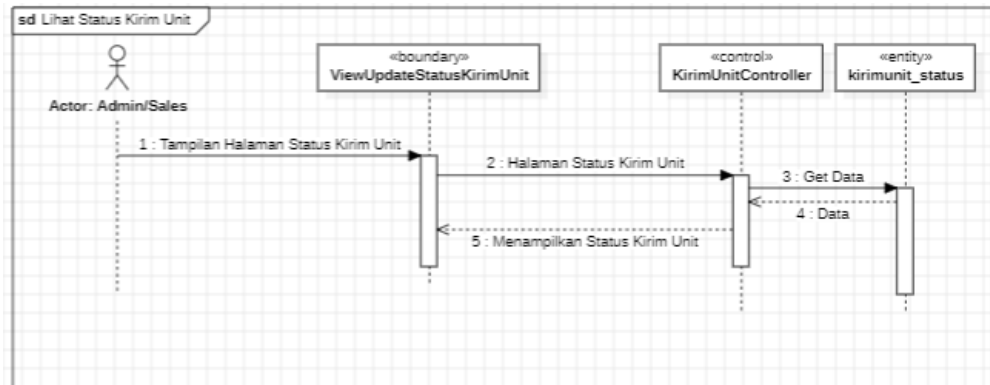 sd Lihat Status Kirim Unit
«boundary»
ViewUpdateStatusKirimUnit
«control»
KirimUnitController
«entity»
kirimunit_status
Actor: Admin/Sales
1 : Tampilan Halaman Status Kirim Unit
2 : Halaman Status Kirim Unit
3 : Get Data
4 : Data
5 : Menampilkan Status Kirim Unit